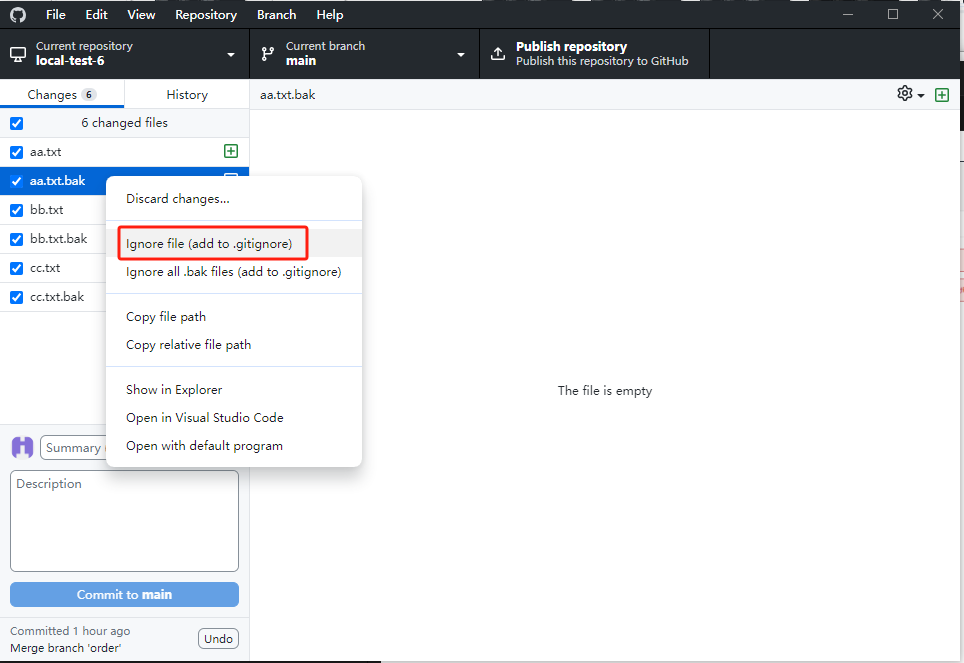 File Edit View Repository Branch Help
Current repository
local-test-6
Current branch
main
Publish repository
Publish this repository to GitHub
Changes 6
History
aa.txt.bak
6 changed files
aa.txt
aa.txt.bak
bb.txt
bb.txt.bak
cc.txt
cc.txt.bak
Discard changes...
Ignore file (add to .gitignore)
Ignore all .bak files (add to .gitignore)
Copy file path
Copy relative file path
Show in Explorer
Open in Visual Studio Code
Open with default program
The file is empty
Summary
Description
Commit to main
Committed 1 hour ago
Merge branch 'order'
Undo